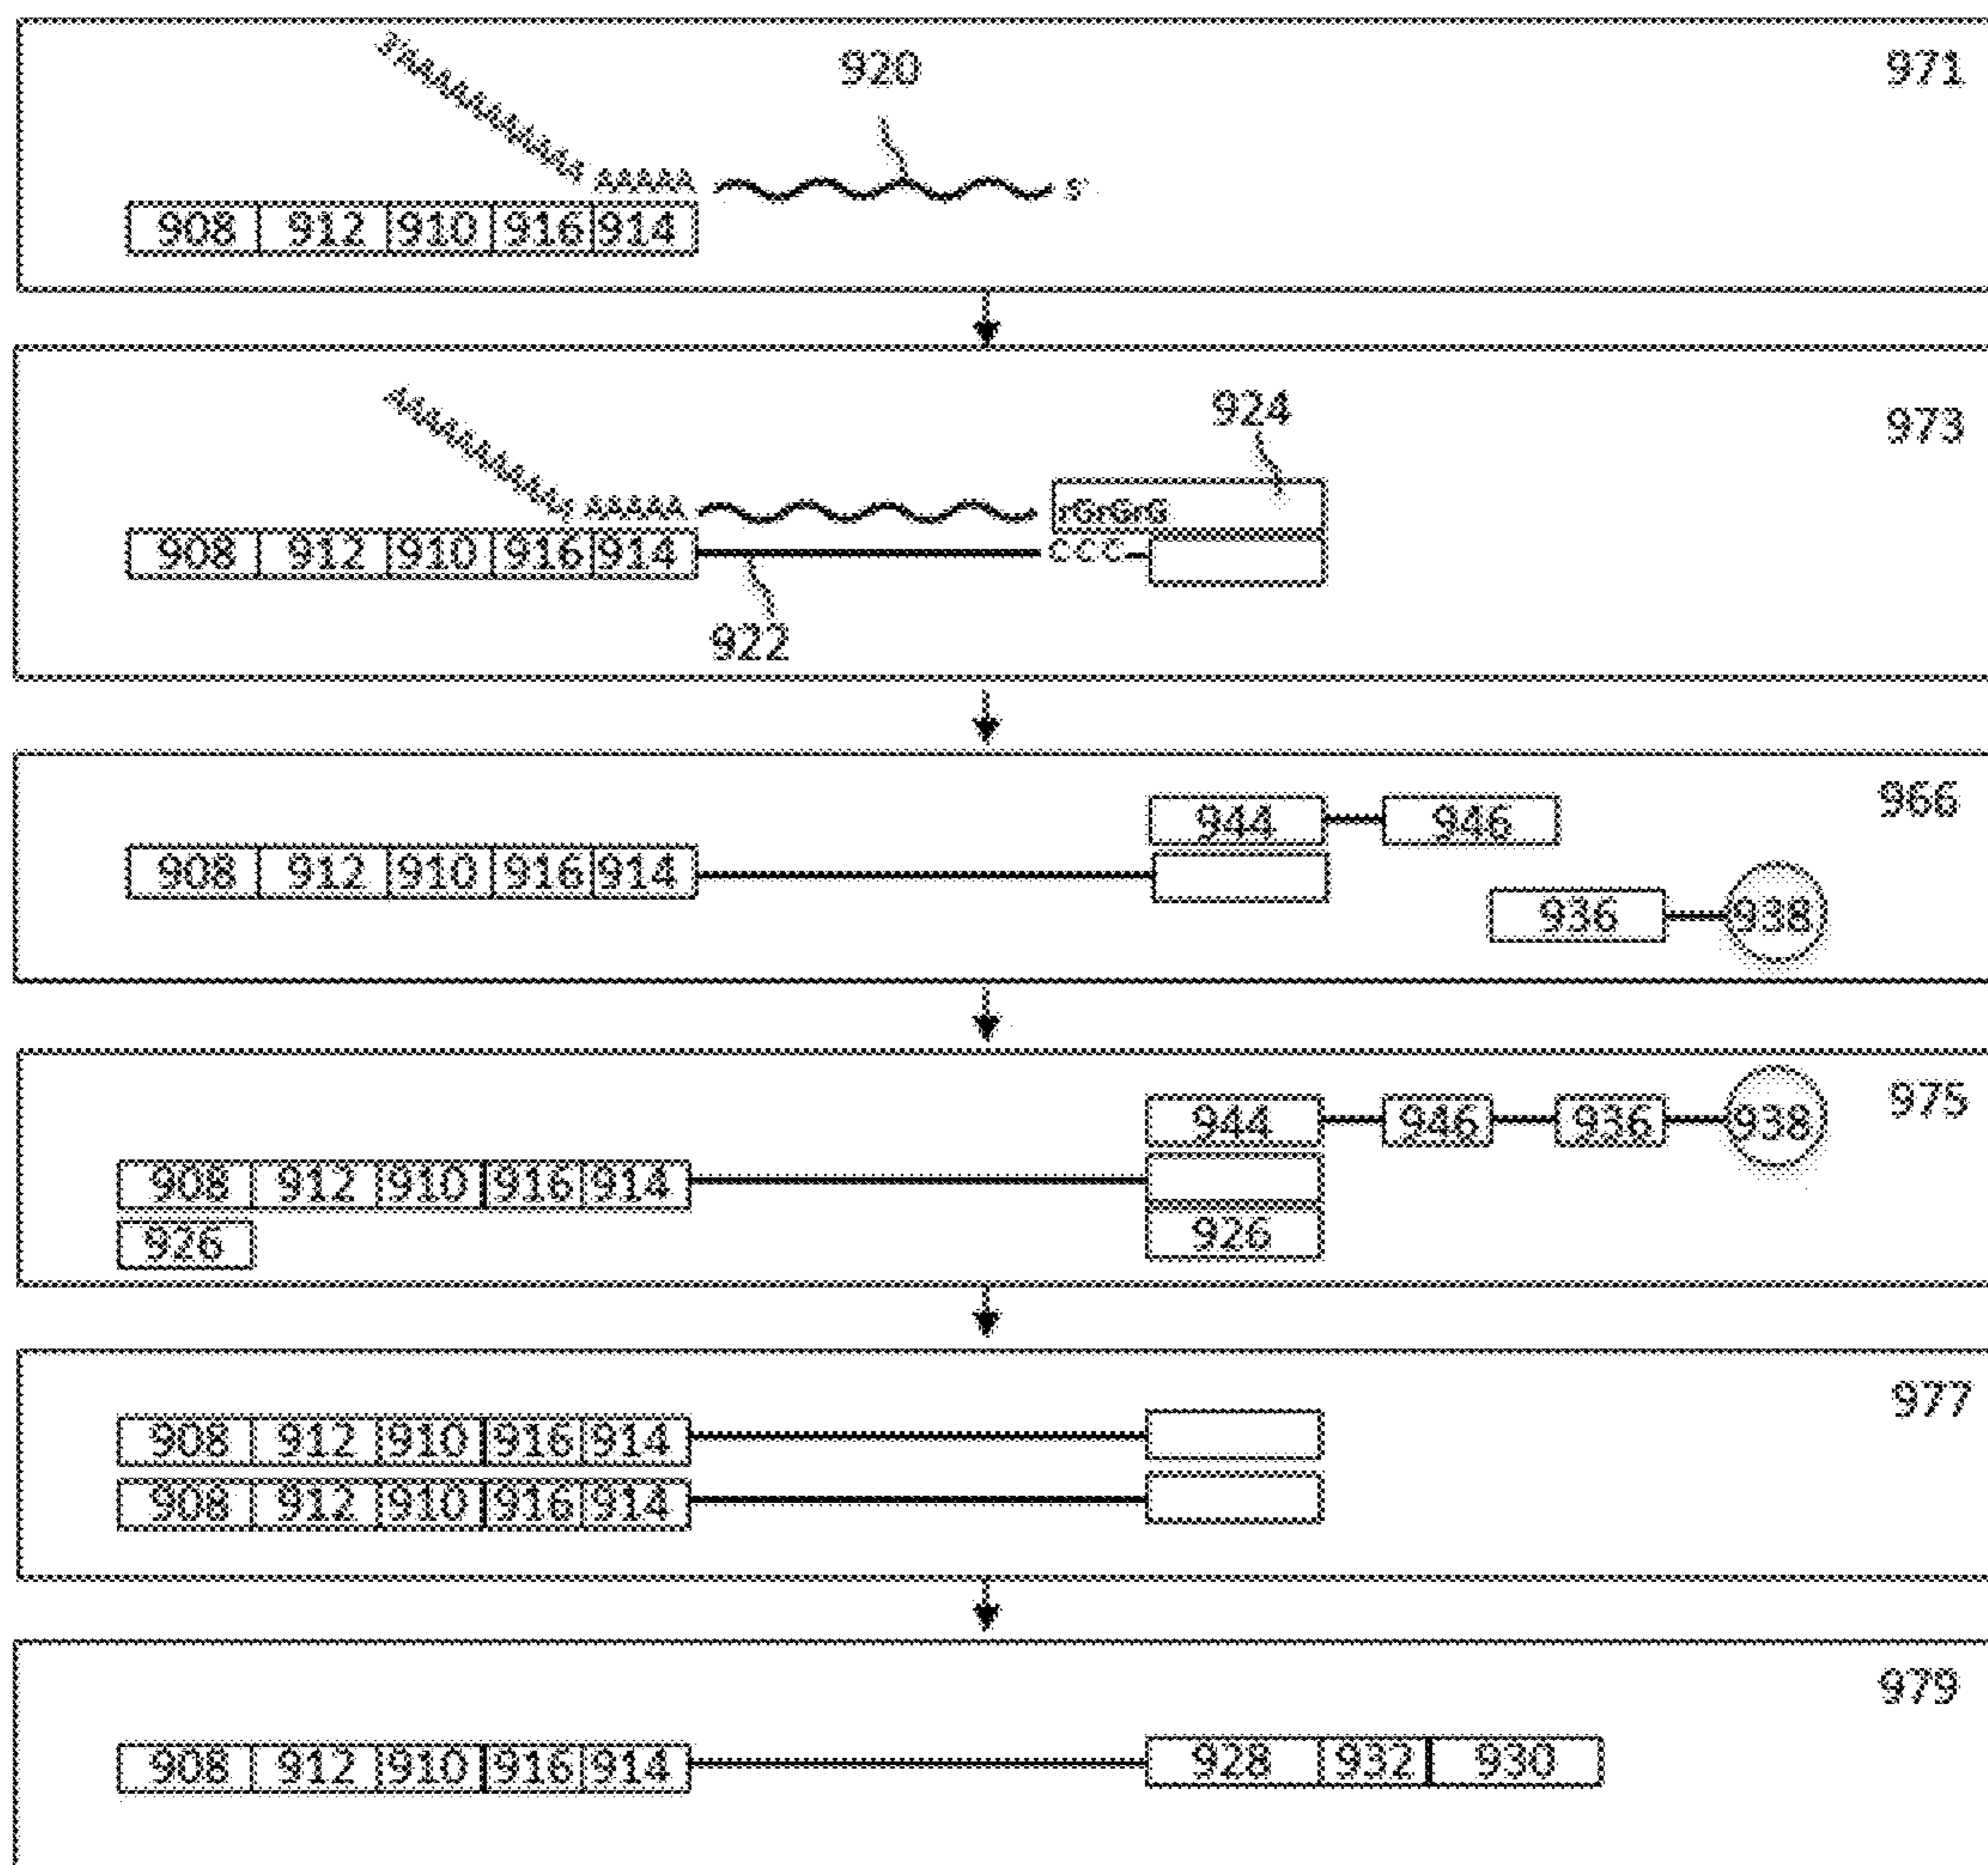 971
920
3'AAAAAAAAAAAAA
AAAAA 5'
908 912 910 916 914
973
924
AAAAAAAAAAAAA AAAAA rGrGrG
908 912 910 916 914 CCC
922
966
944 946
908 912 910 916 914
936 938
975
944 946 936 938
908 912 910 916 914
926 926
977
908 912 910 916 914
908 912 910 916 914
979
908 912 910 916 914 928 932 930